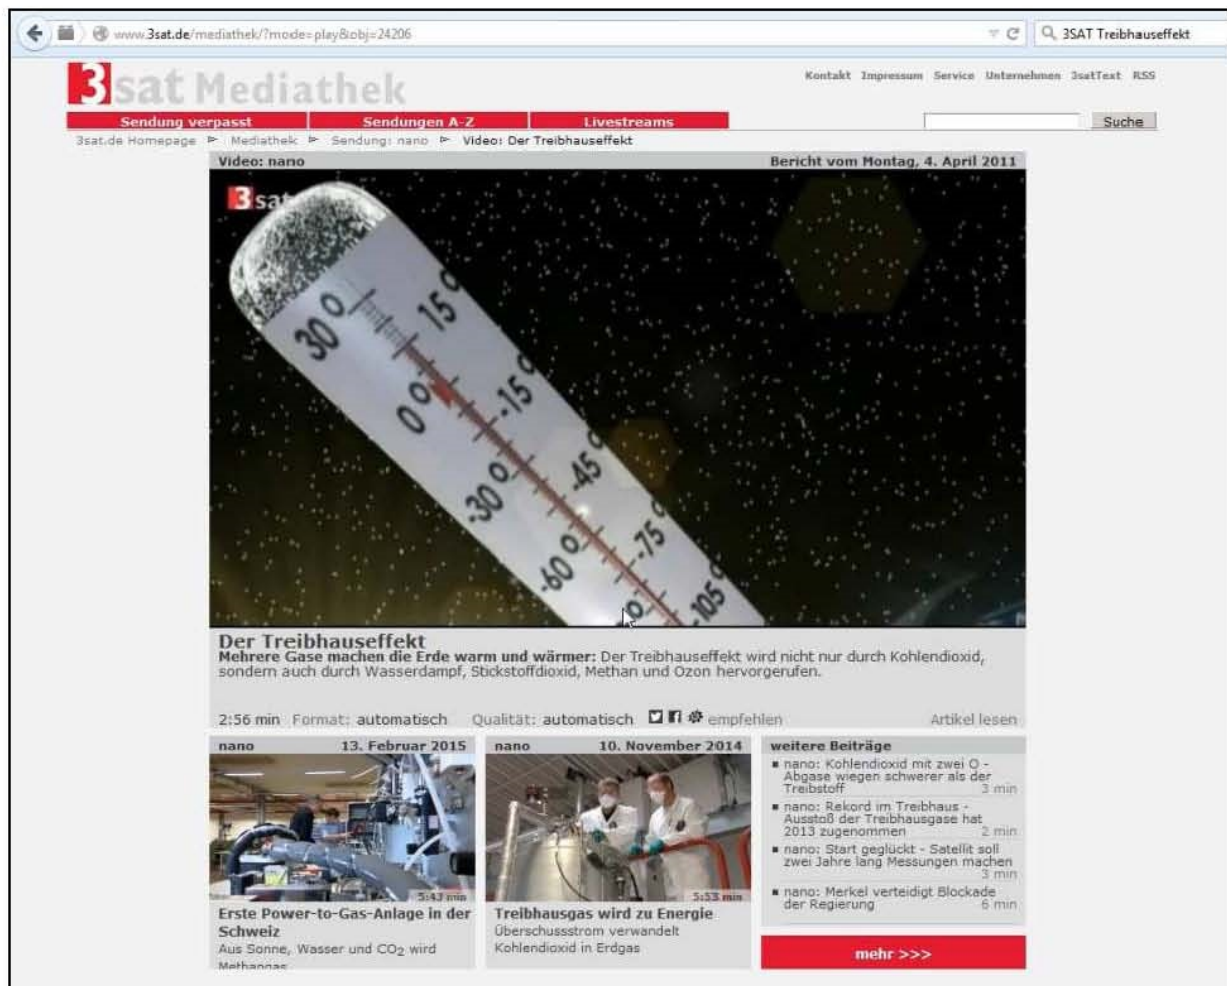 www.3sat.de/mediathek/?mode=play&obj=24206
3SAT Treibhauseffekt
3sat Mediathek
Kontakt Impressum Service Unternehmen 3satText RSS
Sendung verpasst Sendungen A-Z Livestreams
Suche
3sat.de Homepage Mediathek Sendung: nano Video: Der Treibhauseffekt
Video: nano Bericht vom Montag, 4. April 2011
3sat
30 15
0 -15
-30 -45
-60 -75
-105
Der Treibhauseffekt
Mehrere Gase machen die Erde warm und wärmer: Der Treibhauseffekt wird nicht nur durch Kohlendioxid,
sondern auch durch Wasserdampf, Stickstoffdioxid, Methan und Ozon hervorgerufen.
2:56 min Format: automatisch Qualität: automatisch empfehlen Artikel lesen
nano 13. Februar 2015
5:43 min
Erste Power-to-Gas-Anlage in der
Schweiz
Aus Sonne, Wasser und CO2 wird
Methangas
nano 10. November 2014
5:53 min
Treibhausgas wird zu Energie
Überschussstrom verwandelt
Kohlendioxid in Erdgas
weitere Beiträge
nano: Kohlendioxid mit zwei O -
Abgase wiegen schwerer als der
Treibstoff 3 min
nano: Rekord im Treibhaus -
Ausstoß der Treibhausgase hat
2013 zugenommen 2 min
nano: Start geglückt - Satellit soll
zwei Jahre lang Messungen machen
3 min
nano: Merkel verteidigt Blockade
der Regierung 6 min
mehr >>>